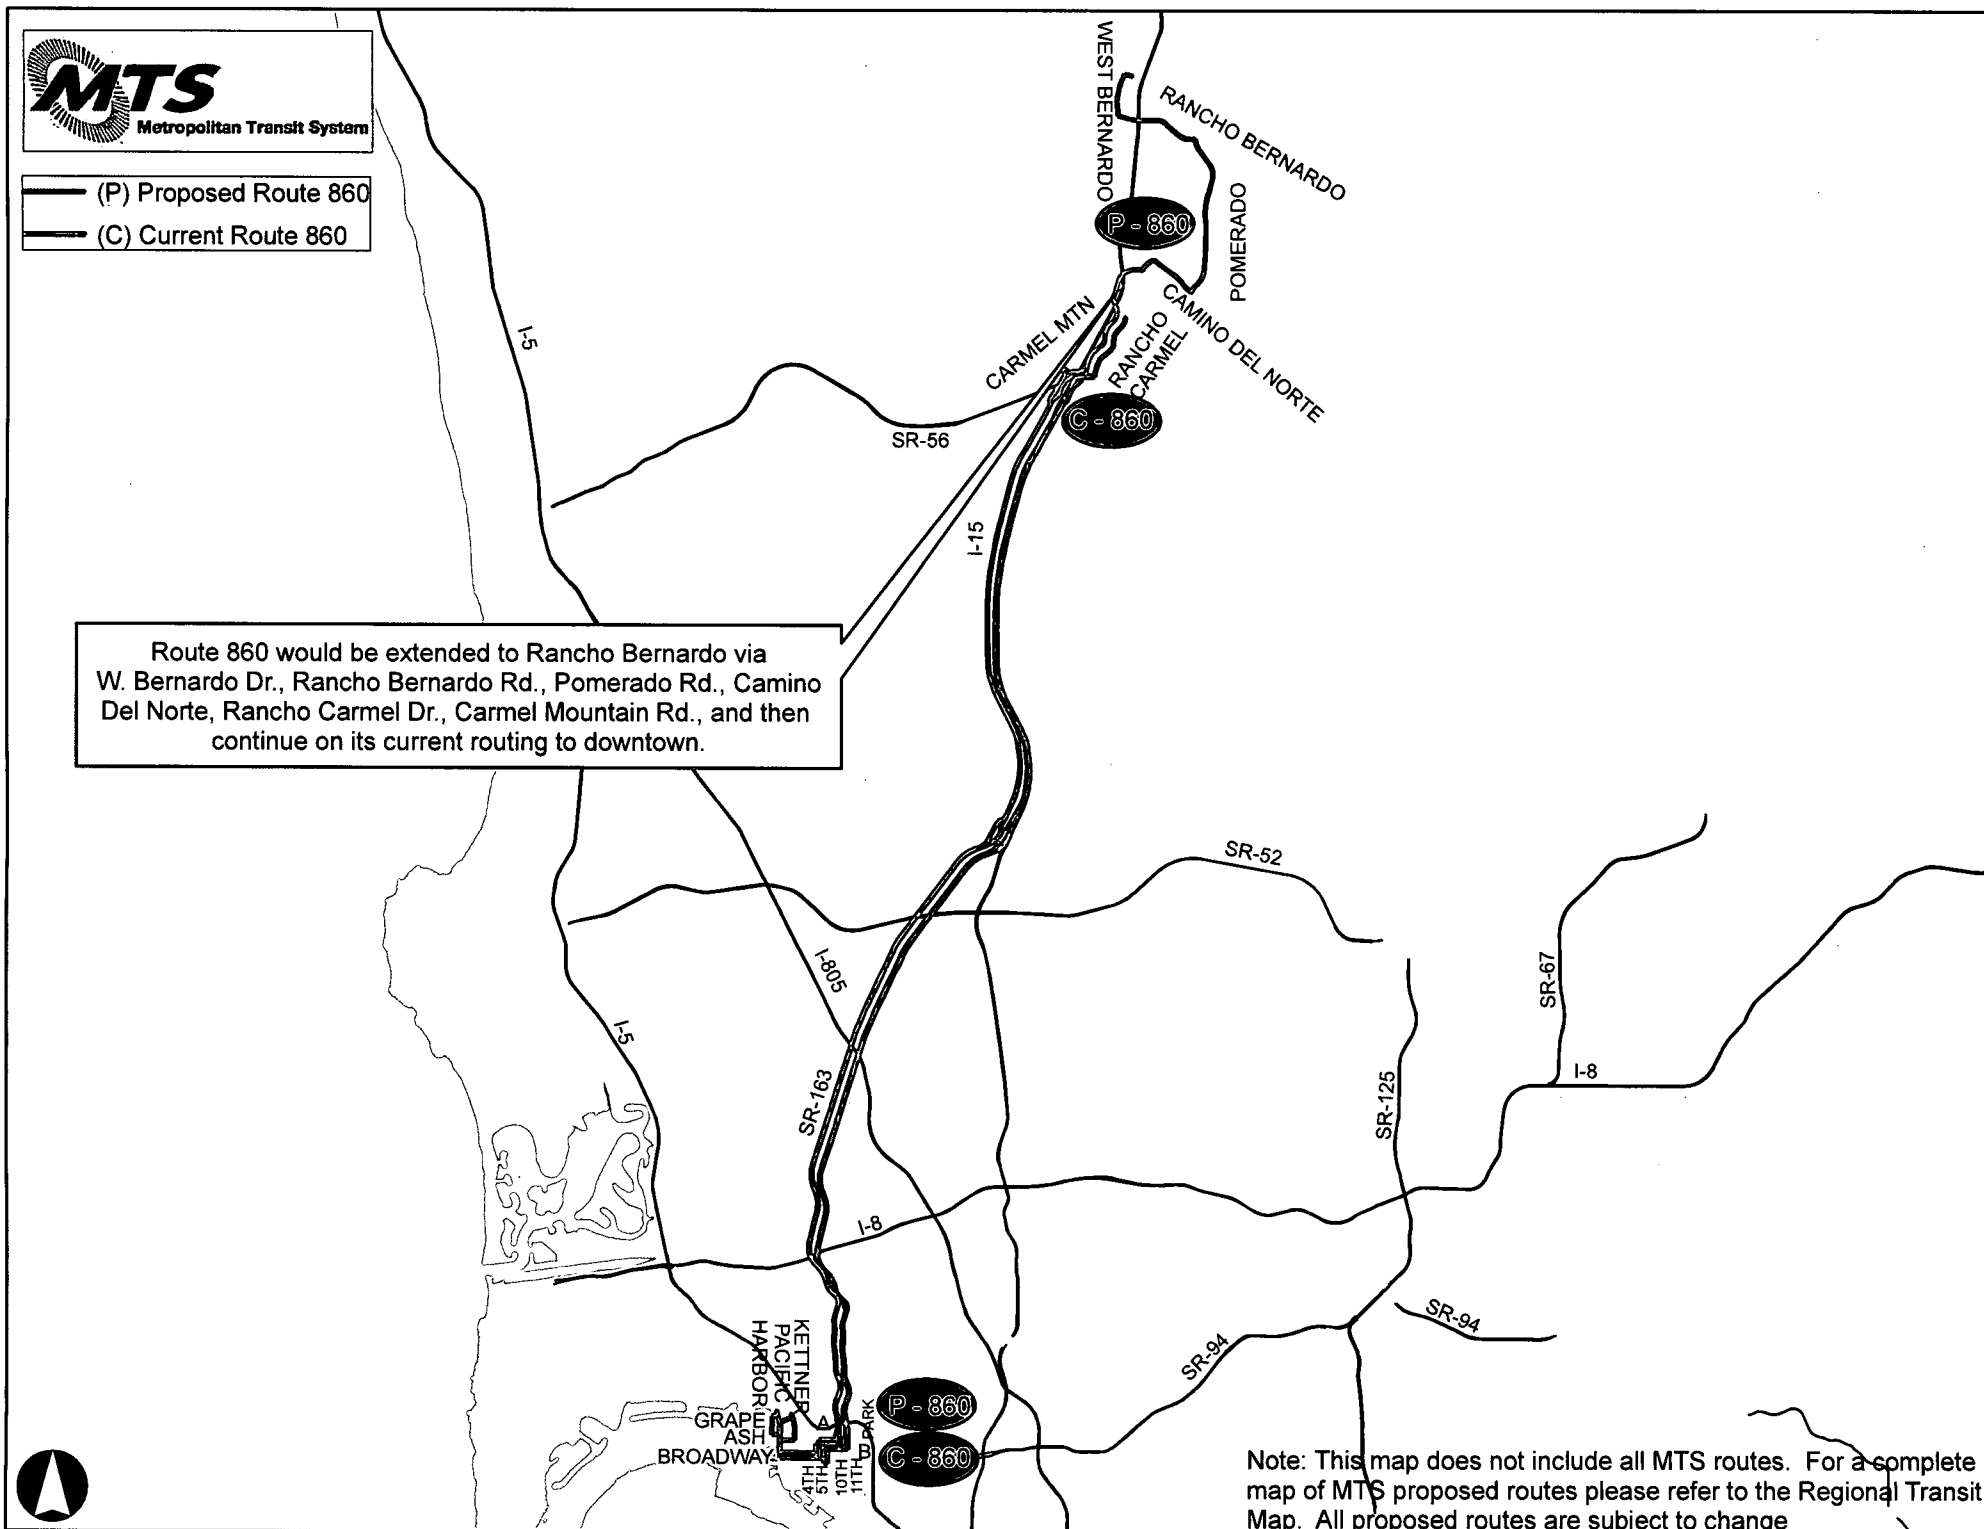 MTS
Metropolitan Transit System
(P) Proposed Route 860
(C) Current Route 860
WEST BERNARDO
RANCHO BERNARDO
P - 860
POMERADO
I-5
CARMEL MTN
RANCHO
CARMEL
CAMINO DEL NORTE
C - 860
SR-56
I-15
Route 860 would be extended to Rancho Bernardo via
W. Bernardo Dr., Rancho Bernardo Rd., Pomerado Rd., Camino
Del Norte, Rancho Carmel Dr., Carmel Mountain Rd., and then
continue on its current routing to downtown.
SR-52
I-805
SR-67
I-5
SR-163
SR-125
I-8
I-8
SR-94
SR-94
KETTNER
PACIFIC
HARBOR
GRAPE
ASH
BROADWAY
A
B
PARK
4TH
5TH
10TH
11TH
P - 860
C - 860
Note: This map does not include all MTS routes. For a complete
map of MTS proposed routes please refer to the Regional Transit
Map. All proposed routes are subject to change